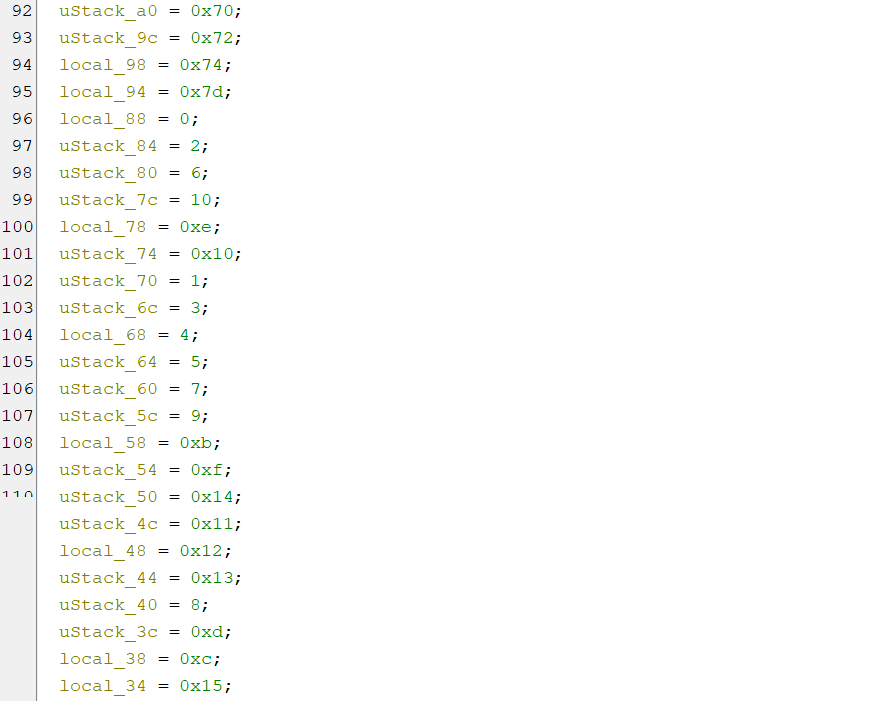 92 uStack_a0 = 0x70;
93 uStack_9c = 0x72;
94 local_98 = 0x74;
95 local_94 = 0x7d;
96 local_88 = 0;
97 uStack_84 = 2;
98 uStack_80 = 6;
99 uStack_7c = 10;
100 local_78 = 0xe;
101 uStack_74 = 0x10;
102 uStack_70 = 1;
103 uStack_6c = 3;
104 local_68 = 4;
105 uStack_64 = 5;
106 uStack_60 = 7;
107 uStack_5c = 9;
108 local_58 = 0xb;
109 uStack_54 = 0xf;
110 uStack_50 = 0x14;
uStack_4c = 0x11;
local_48 = 0x12;
uStack_44 = 0x13;
uStack_40 = 8;
uStack_3c = 0xd;
local_38 = 0xc;
local_34 = 0x15;